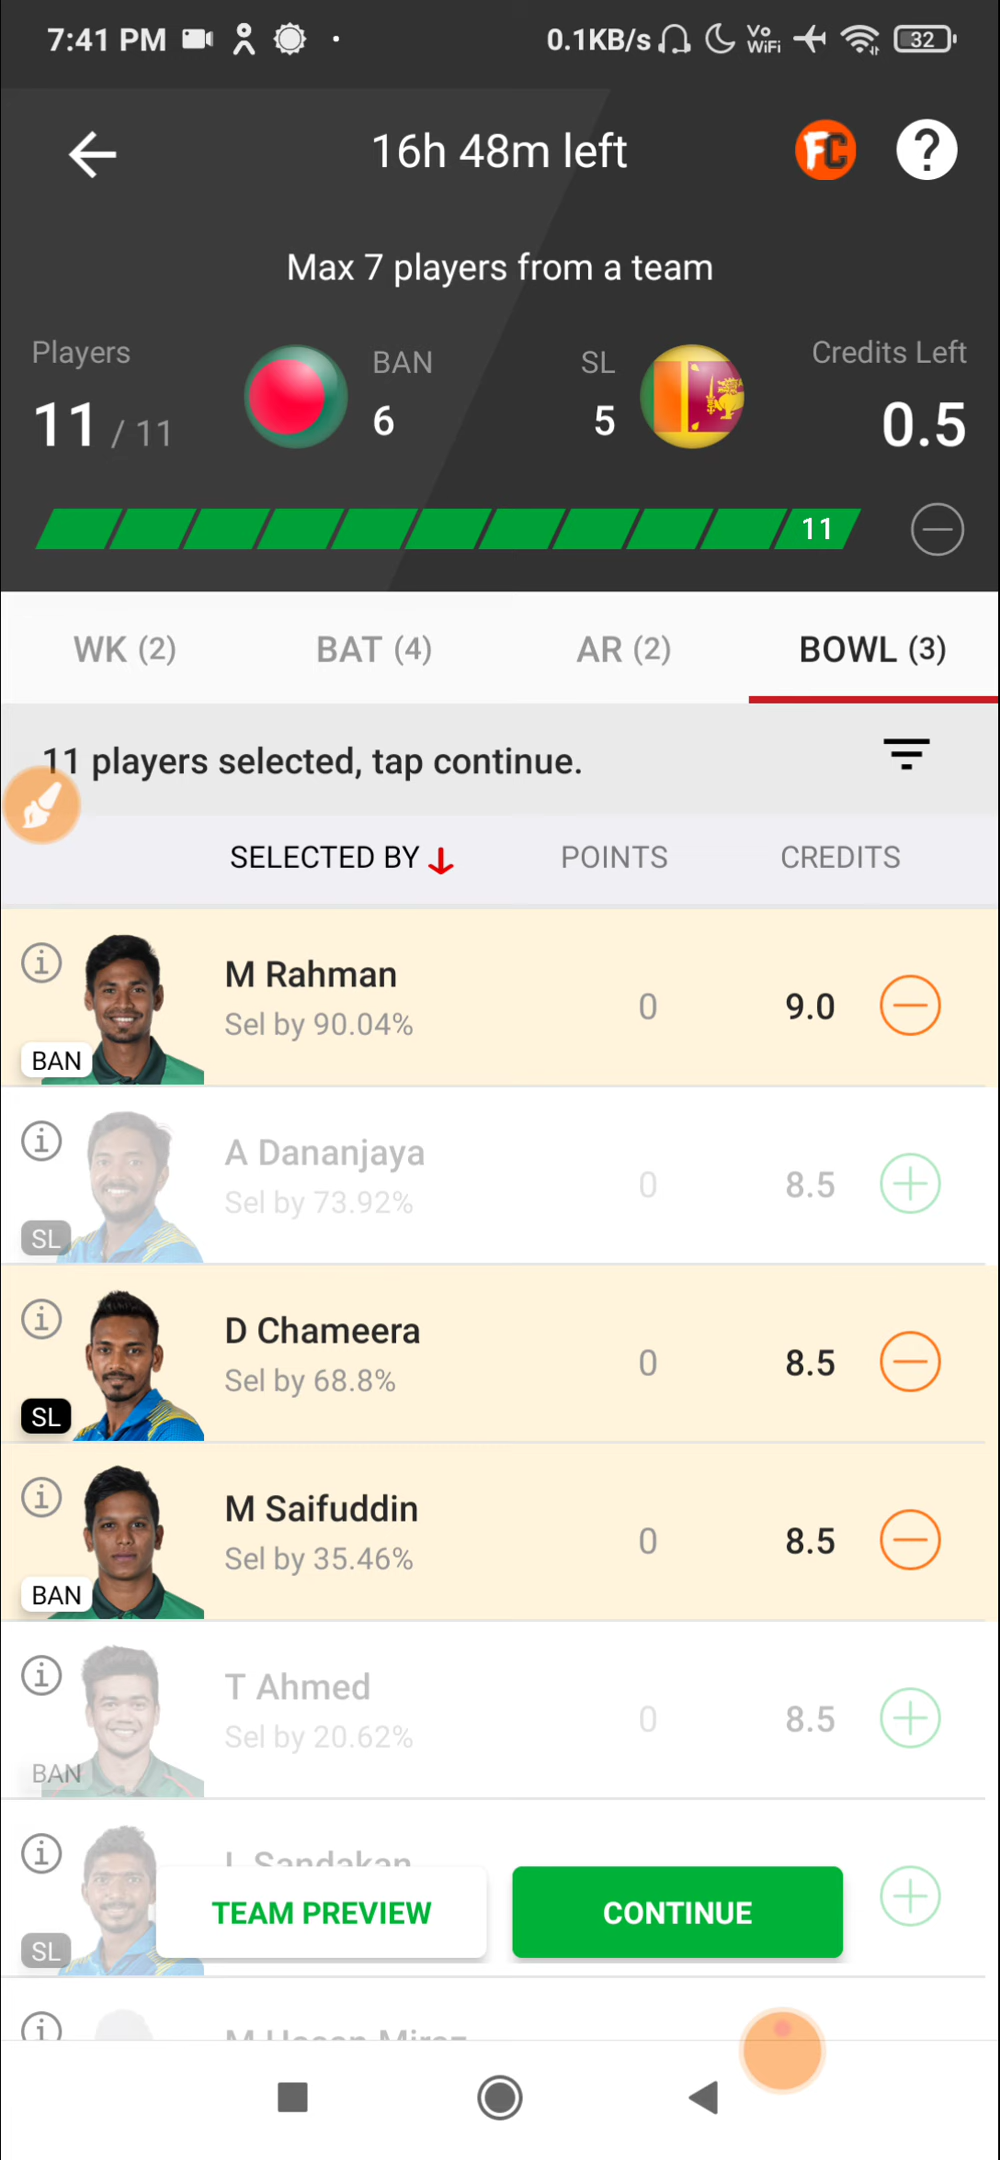 7:41 PM 0.1KB/s Vo WiFi 32
16h 48m left FC ?
Max 7 players from a team
Players BAN SL Credits Left
11 / 11 6 5 0.5
11
WK (2) BAT (4) AR (2) BOWL (3)
11 players selected, tap continue.
SELECTED BY POINTS CREDITS
M Rahman
Sel by 90.04% 0 9.0
BAN
A Dananjaya
Sel by 73.92% 0 8.5
SL
D Chameera
Sel by 68.8% 0 8.5
SL
M Saifuddin
Sel by 35.46% 0 8.5
BAN
T Ahmed
Sel by 20.62% 0 8.5
BAN
L Sandakan
TEAM PREVIEW CONTINUE
SL
M Hasan Miraz